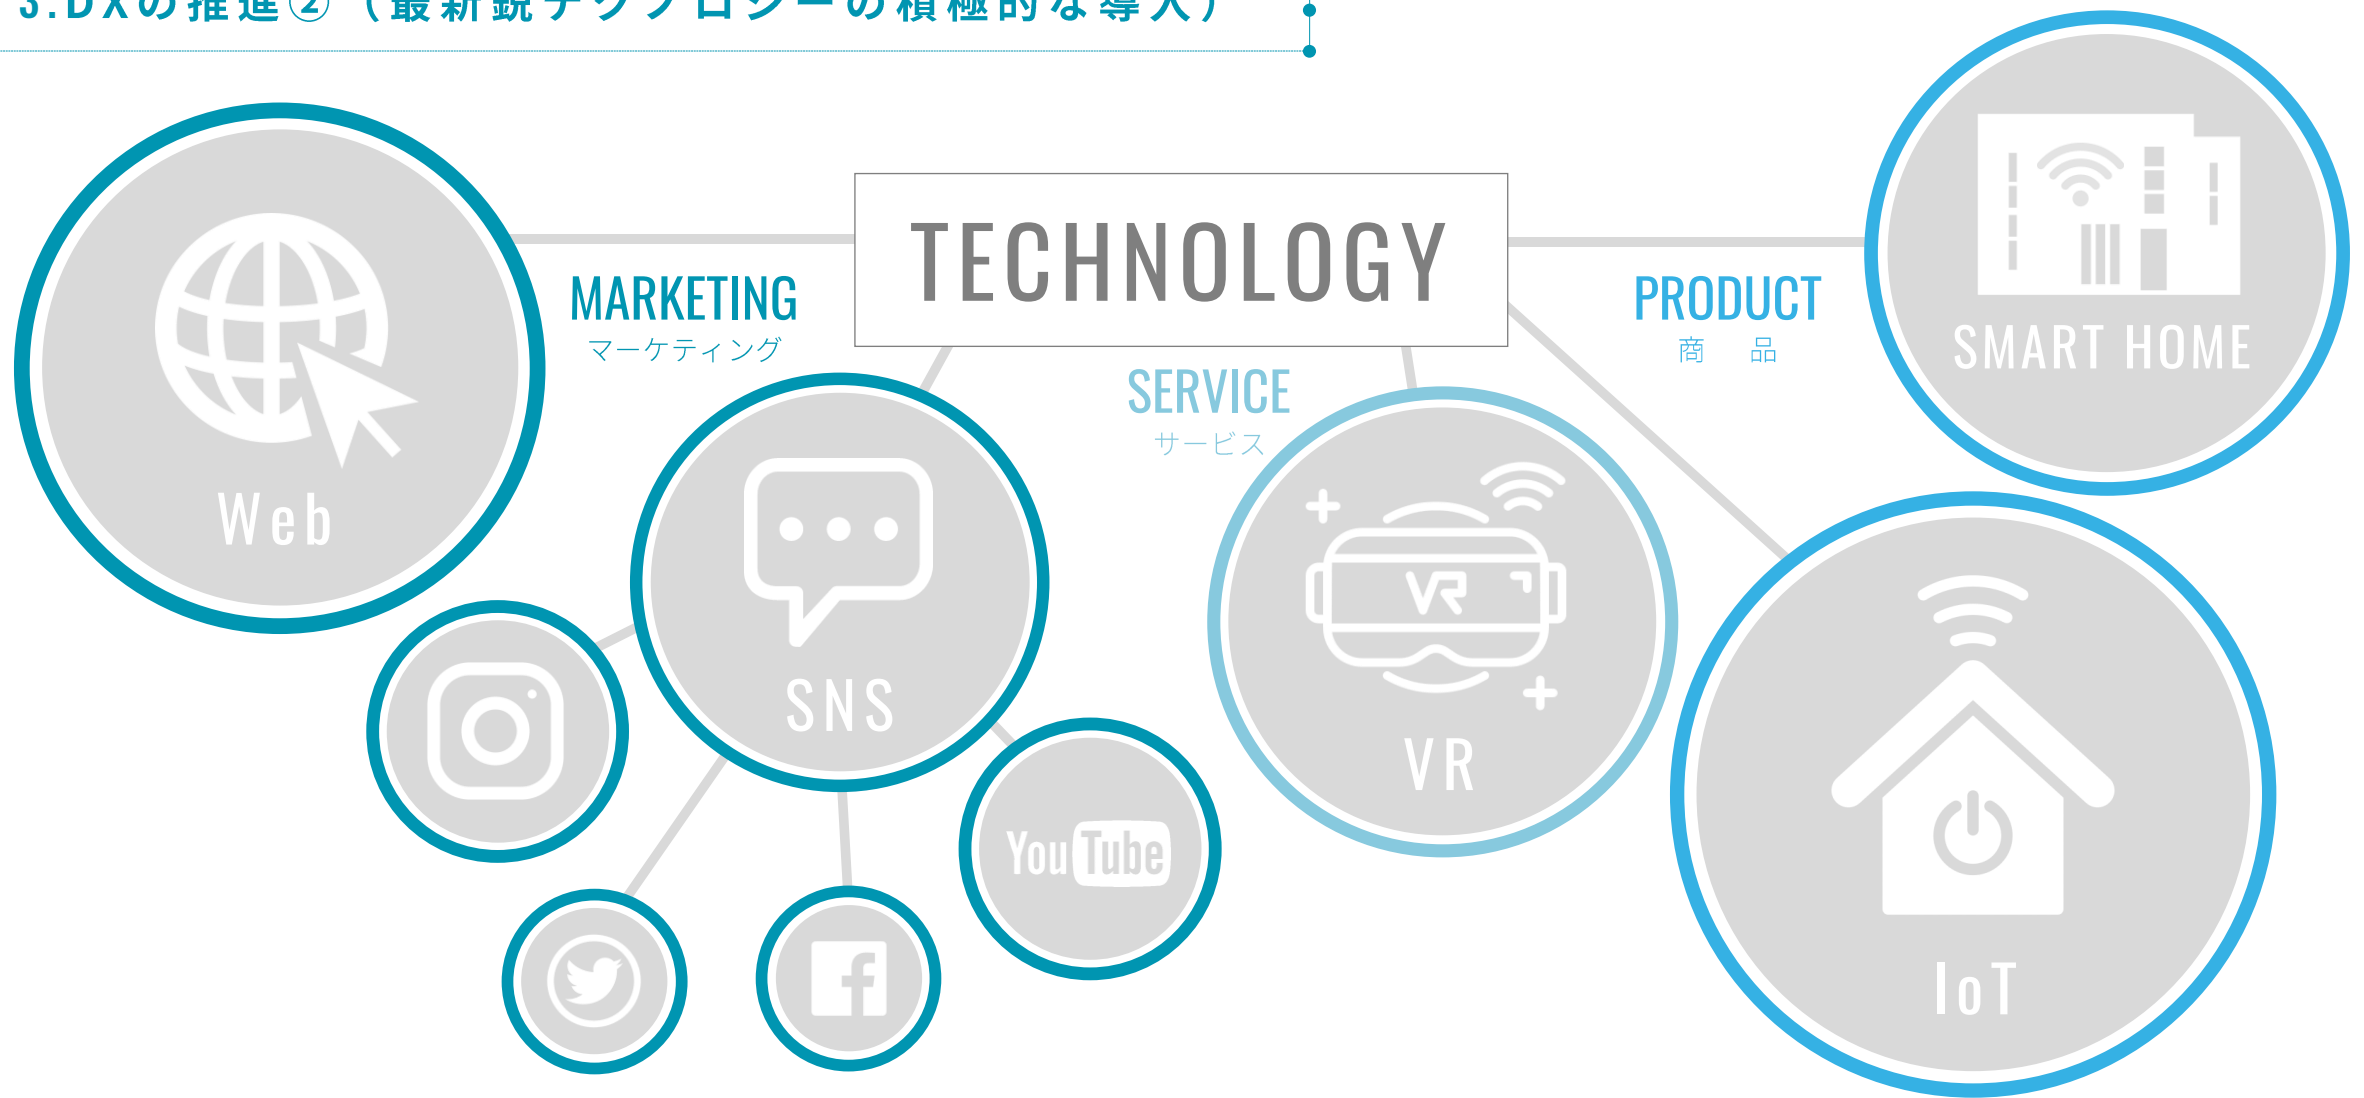 3.DXの推進②（最新鋭テクノロジーの積極的な導入）
TECHNOLOGY
MARKETING
マーケティング
SERVICE
サービス
PRODUCT
商 品
Web
SNS
YouTube
VR
VR
SMART HOME
IoT